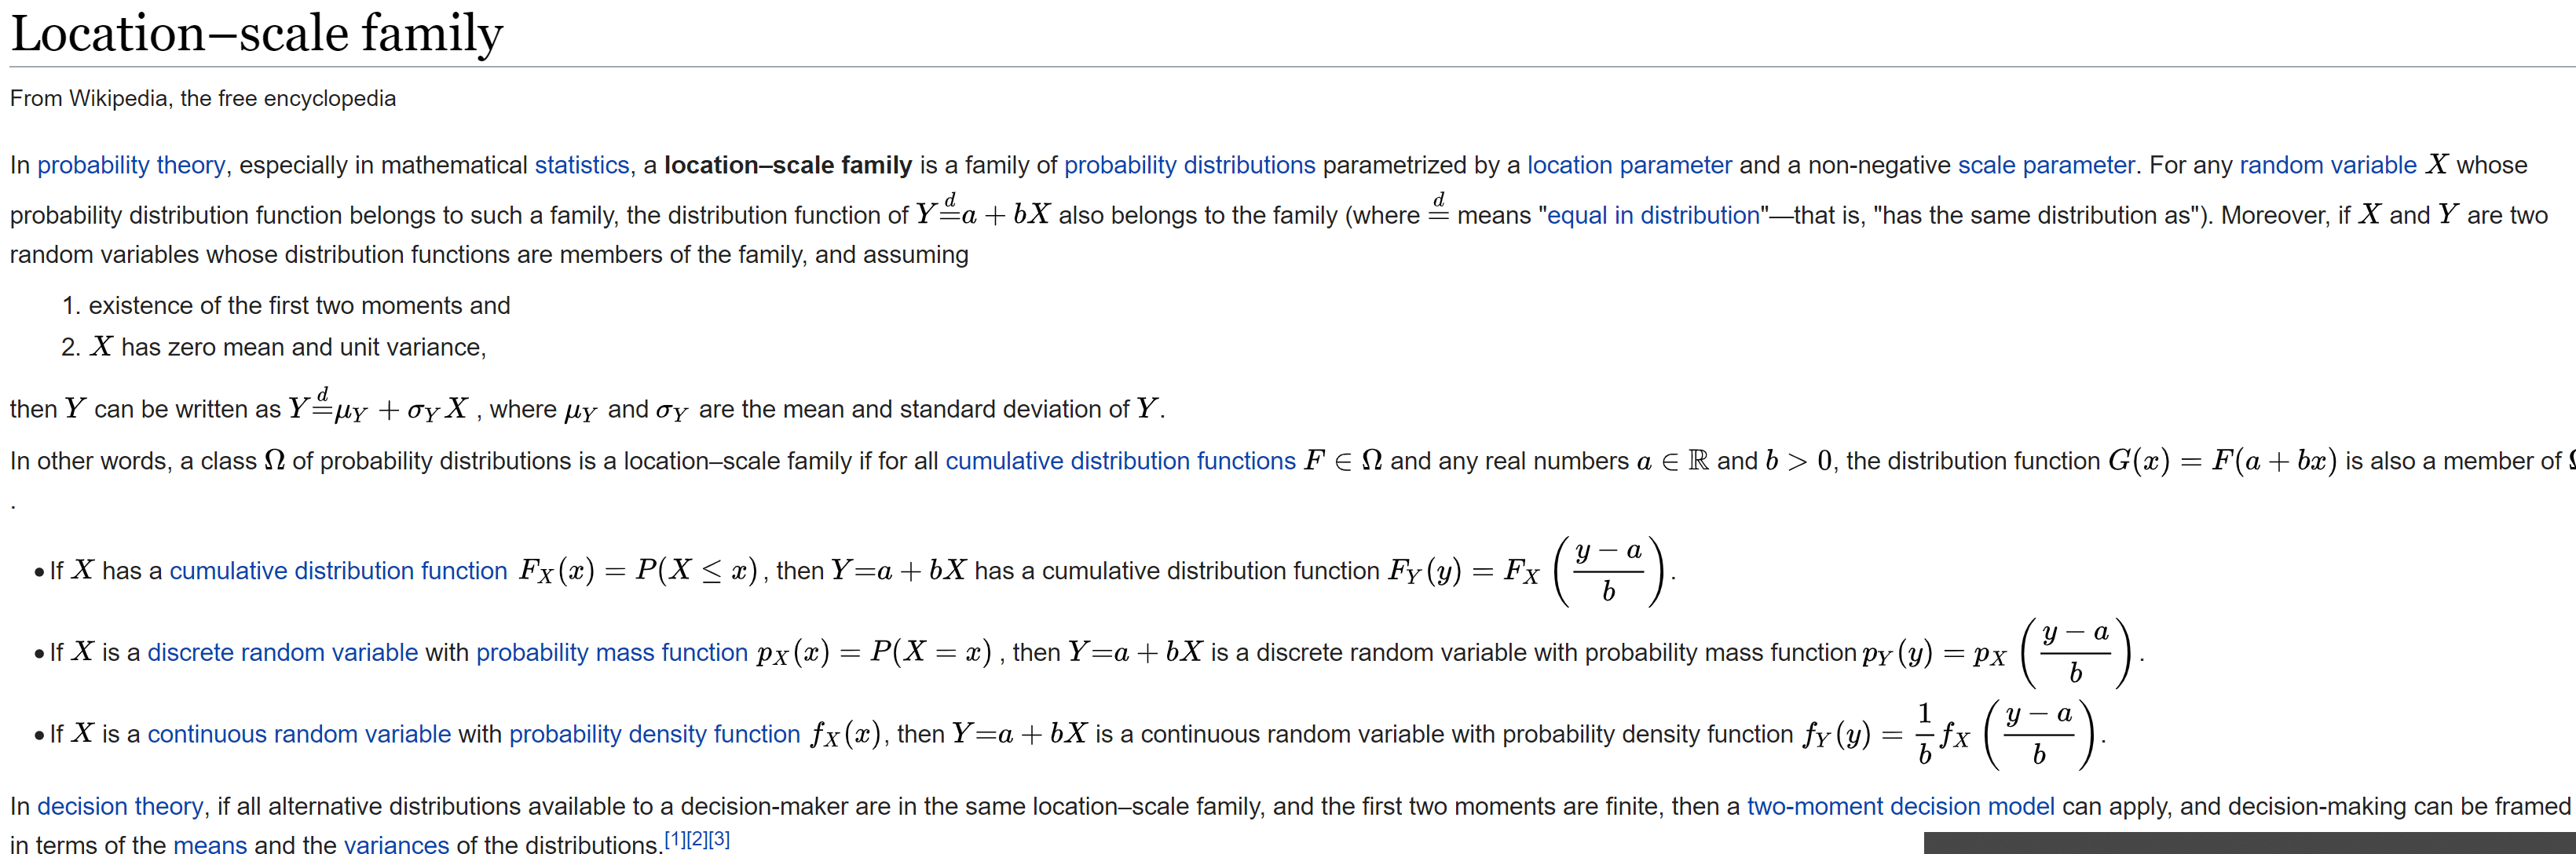 Location–scale family
From Wikipedia, the free encyclopedia
In probability theory, especially in mathematical statistics, a location–scale family is a family of probability distributions parametrized by a location parameter and a non-negative scale parameter. For any random variable X whose
probability distribution function belongs to such a family, the distribution function of Y \stackrel{d}{=} a + bX also belongs to the family (where \stackrel{d}{=} means "equal in distribution"—that is, "has the same distribution as"). Moreover, if X and Y are two
random variables whose distribution functions are members of the family, and assuming
1. existence of the first two moments and
2. X has zero mean and unit variance,
then Y can be written as Y \stackrel{d}{=} μ_Y + σ_Y X , where μ_Y and σ_Y are the mean and standard deviation of Y.
In other words, a class Ω of probability distributions is a location–scale family if for all cumulative distribution functions F ∈ Ω and any real numbers a ∈ ℝ and b > 0, the distribution function G(x) = F(a + bx) is also a member of Ω
.
• If X has a cumulative distribution function F_X(x) = P(X ≤ x), then Y=a + bX has a cumulative distribution function F_Y(y) = F_X \left( \frac{y − a}{b} \right).
• If X is a discrete random variable with probability mass function p_X(x) = P(X = x) , then Y=a + bX is a discrete random variable with probability mass function p_Y(y) = p_X \left( \frac{y − a}{b} \right).
• If X is a continuous random variable with probability density function f_X(x), then Y=a + bX is a continuous random variable with probability density function f_Y(y) = \frac{1}{b} f_X \left( \frac{y − a}{b} \right).
In decision theory, if all alternative distributions available to a decision-maker are in the same location–scale family, and the first two moments are finite, then a two-moment decision model can apply, and decision-making can be framed
in terms of the means and the variances of the distributions.[1][2][3]